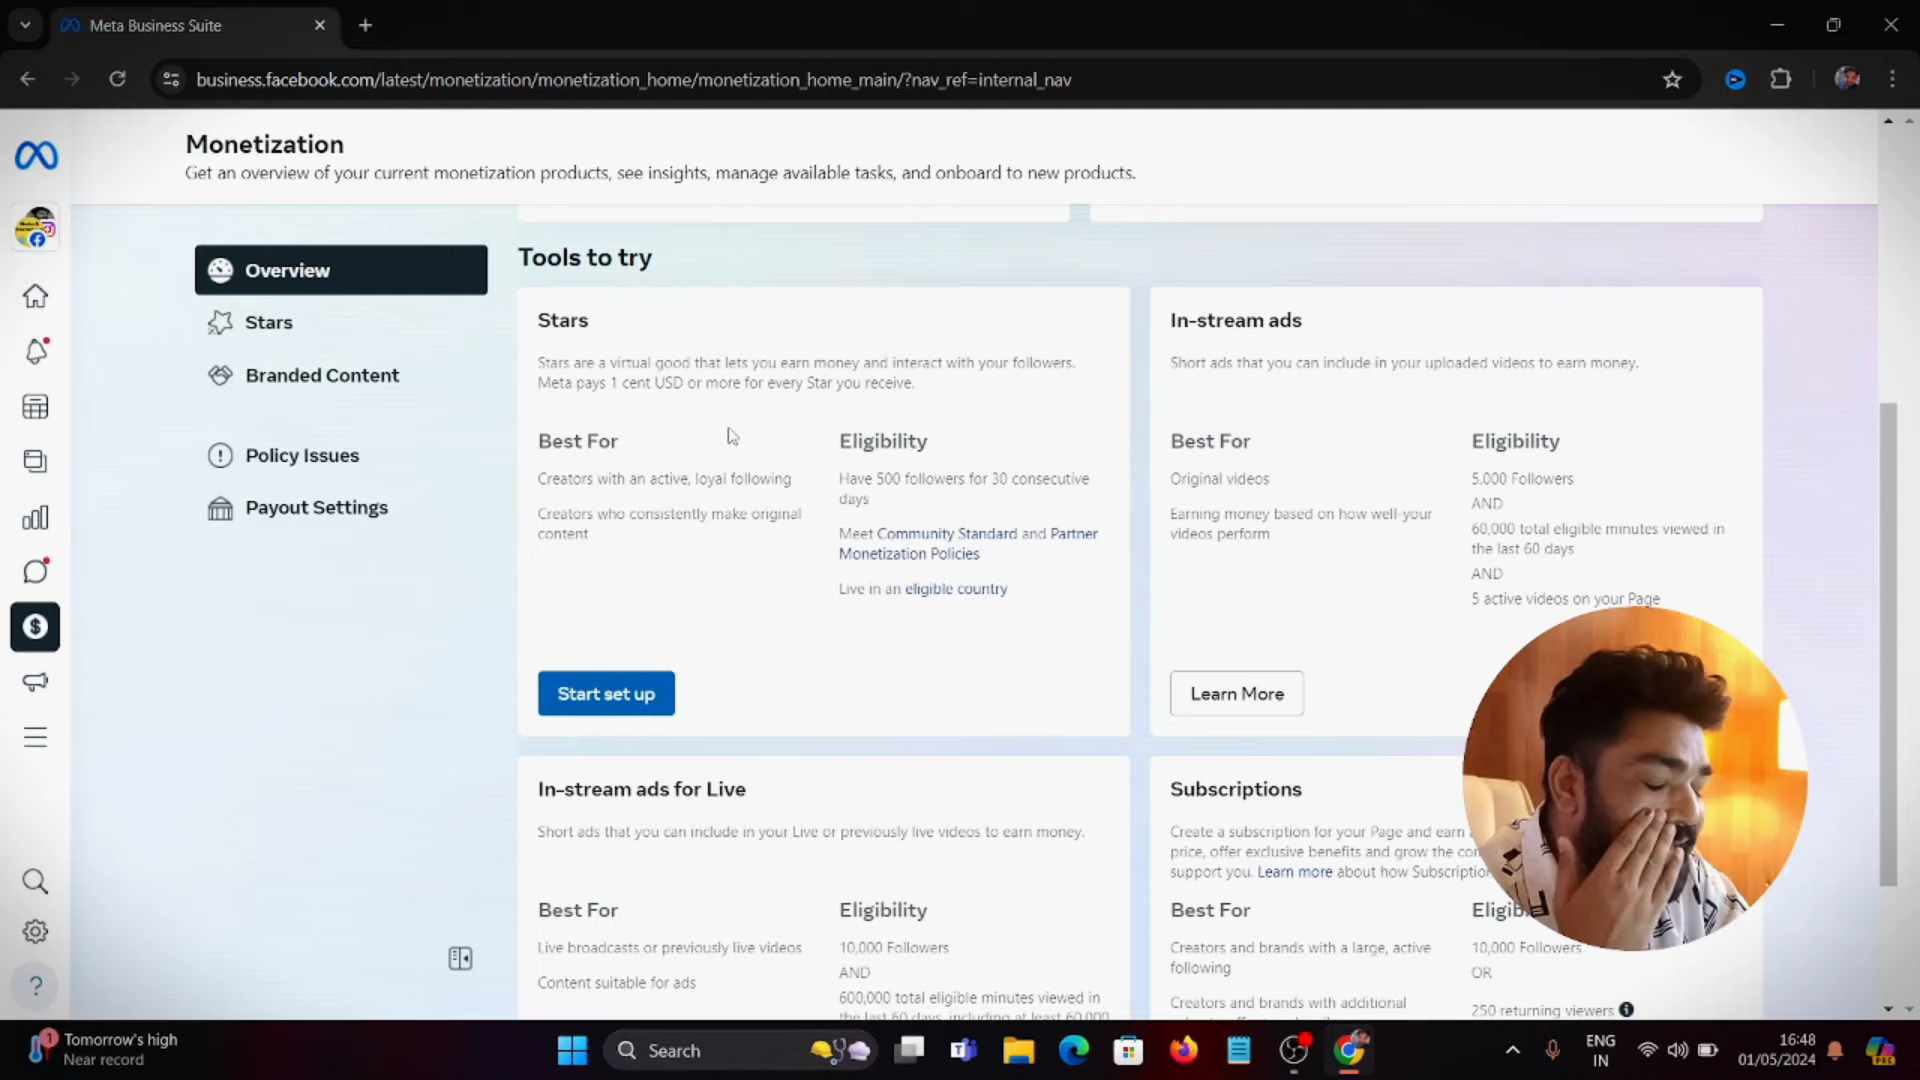 Meta Business Suite
business.facebook.com/latest/monetization/monetization_home/monetization_home_main/?nav_ref=internal_nav
Monetization
Get an overview of your current monetization products, see insights, manage available tasks, and onboard to new products.
Overview
Stars
Branded Content
Policy Issues
Payout Settings
Tools to try
Stars
Stars are a virtual good that lets you earn money and interact with your followers.
Meta pays 1 cent USD or more for every Star you receive.
Best For
Creators with an active, loyal following
Creators who consistently make original
content
Eligibility
Have 500 followers for 30 consecutive
days
Meet Community Standard and Partner
Monetization Policies
Live in an eligible country
Start set up
In-stream ads
Short ads that you can include in your uploaded videos to earn money.
Best For
Original videos
Earning money based on how well-your
videos perform
Eligibility
5,000 Followers
AND
60,000 total eligible minutes viewed in
the last 60 days
AND
5 active videos on your Page
Learn More
In-stream ads for Live
Short ads that you can include in your Live or previously live videos to earn money.
Best For
Live broadcasts or previously live videos
Content suitable for ads
Eligibility
10,000 Followers
AND
600,000 total eligible minutes viewed in
the last 60 days, including at least 60,000
Subscriptions
Create a subscription for your Page and earn
price, offer exclusive benefits and grow the
support you. Learn more about how
Best For
Creators and brands with a large, active
following
Creators and brands with additional
10,000 Followers
OR
250 returning viewers
1
Tomorrow's high
Near record
Search
ENG
IN
16:48
01/05/2024
PRE